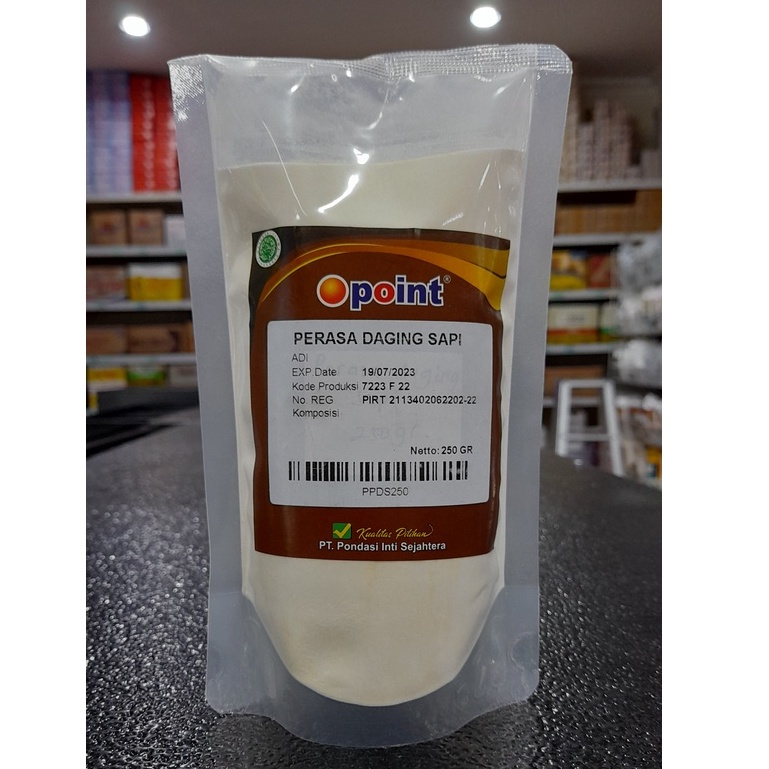 point®
PERASA DAGING SAPI
ADI
EXP Date 19/07/2023
Kode Produksi 7223 F 22
No. REG PIRT 2113402062202-22
Komposisi
Netto: 250 GR
PPDS250
Kualitas Pilihan
PT. Pondasi Inti Sejahtera